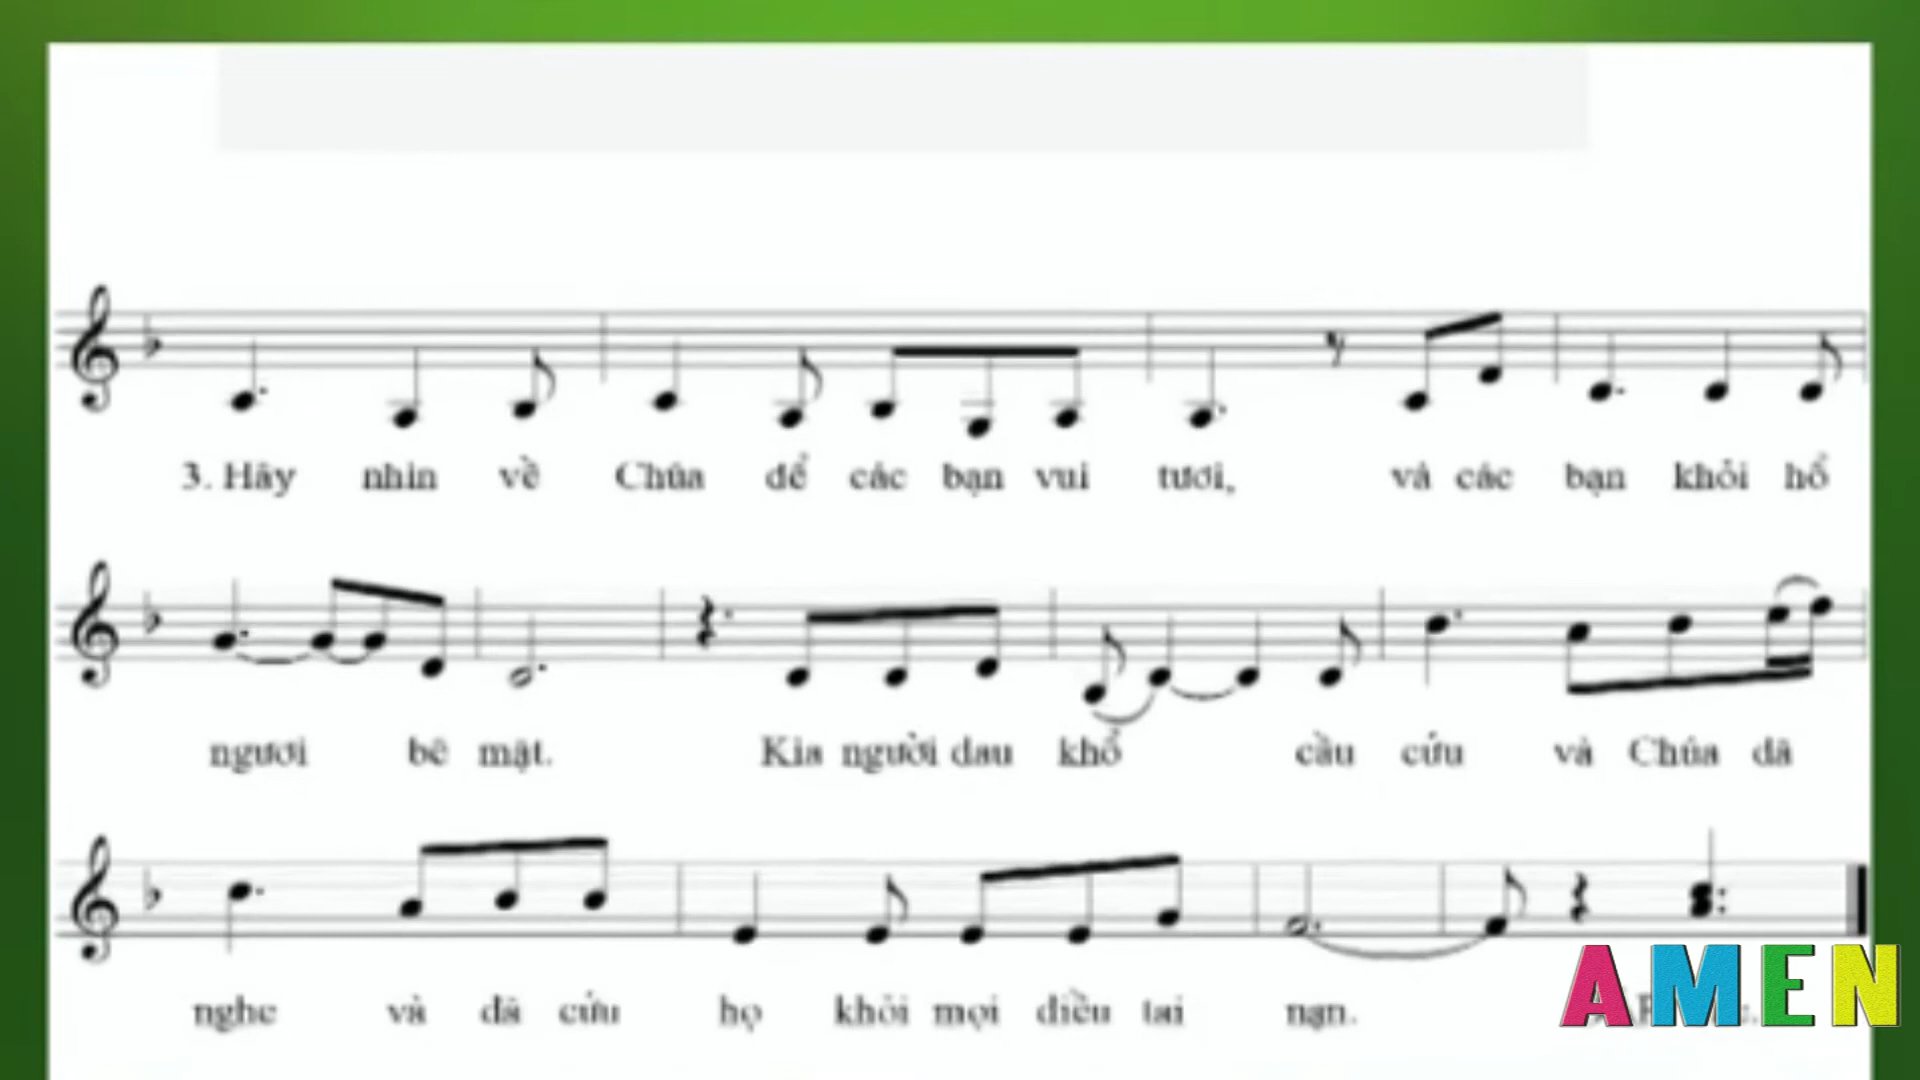 3. Hãy nhìn về Chúa để các bạn vui tươi, và các bạn khỏi hổ
ngươi bẽ mặt. Kìa người đau khổ cầu cứu và Chúa đã
nghe và đã cứu họ khỏi mọi điều tai nạn.
AMEN